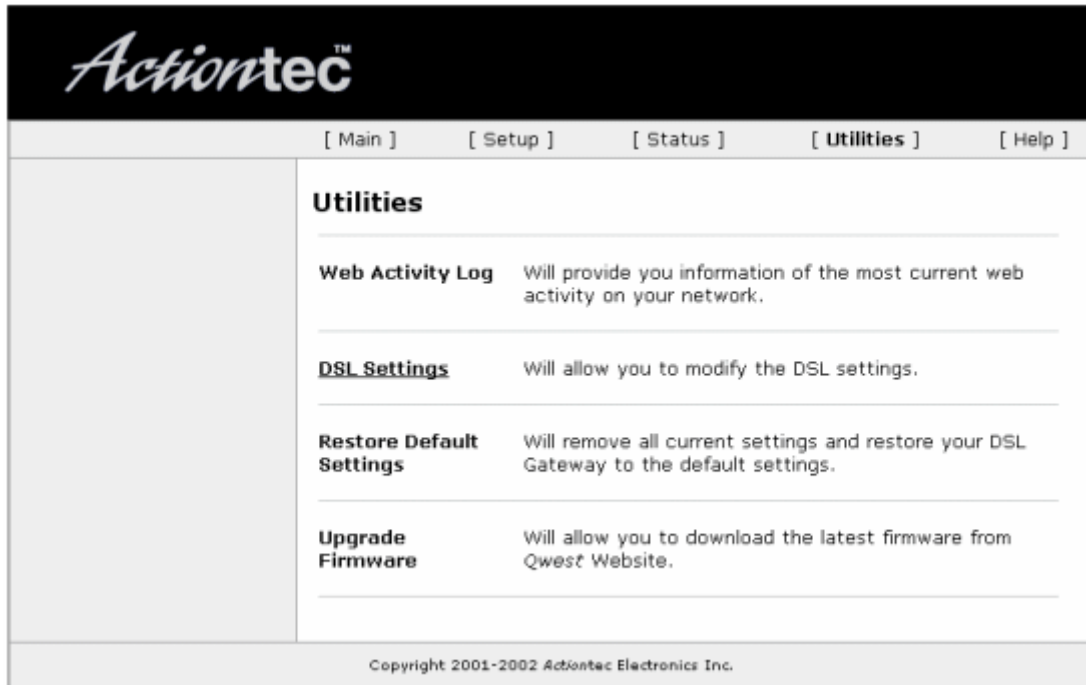 Actiontec™
[ Main ] [ Setup ] [ Status ] [ Utilities ] [ Help ]
Utilities
Web Activity Log
Will provide you information of the most current web
activity on your network.
DSL Settings
Will allow you to modify the DSL settings.
Restore Default
Settings
Will remove all current settings and restore your DSL
Gateway to the default settings.
Upgrade
Firmware
Will allow you to download the latest firmware from
Qwest Website.
Copyright 2001-2002 Actiontec Electronics Inc.